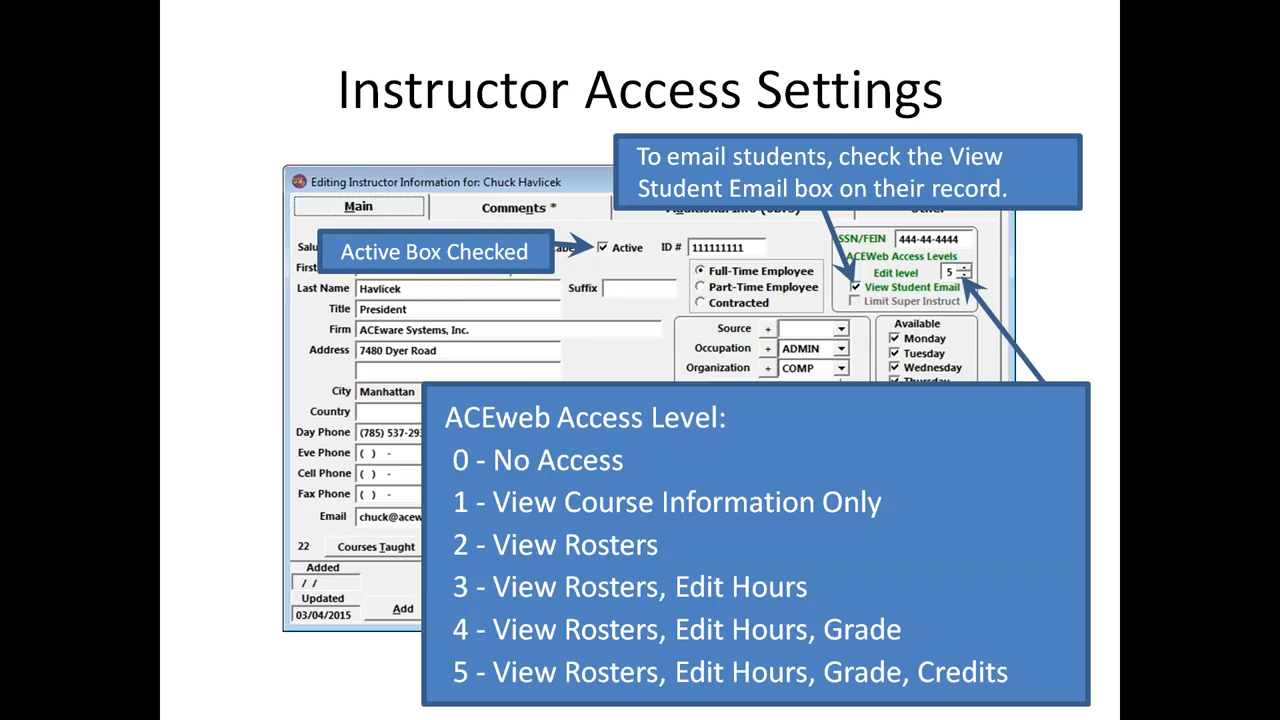 Instructor Access Settings
To email students, check the View
Student Email box on their record.
Editing Instructor Information for: Chuck Havlicek
Main
Comments *
Active Box Checked
Active
ID #
111111111
SSN/FEIN
444-44-4444
ACEWeb Access Levels
Edit level
5
View Student Email
Limit Super Instruct
Full-Time Employee
Part-Time Employee
Contracted
Last Name
Havlicek
Suffix
Title
President
Firm
ACEware Systems, Inc.
Address
7480 Dyer Road
Source
+
Occupation
+
ADMIN
Organization
+
COMP
Available
Monday
Tuesday
Wednesday
Thursday
City
Manhattan
Country
Day Phone
(785) 537-293
Eve Phone
( ) -
Cell Phone
( ) -
Fax Phone
( ) -
Email
chuck@acew
22
Courses Taught
Added
/ /
Updated
03/04/2015
Add
ACEweb Access Level:
0 - No Access
1 - View Course Information Only
2 - View Rosters
3 - View Rosters, Edit Hours
4 - View Rosters, Edit Hours, Grade
5 - View Rosters, Edit Hours, Grade, Credits